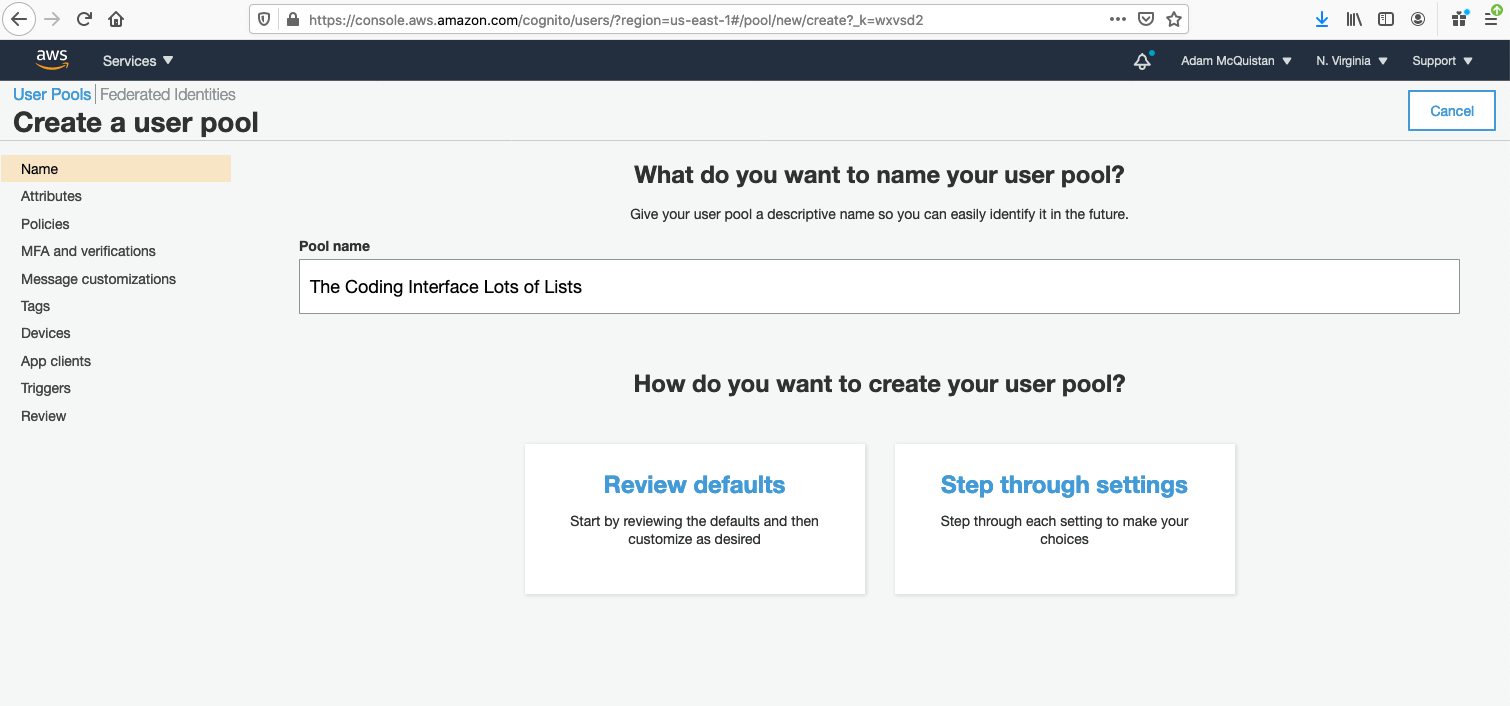 https://console.aws.amazon.com/cognito/users/?region=us-east-1#/pool/new/create?_k=wxvsd2
aws
Services
Adam McQuistan
N. Virginia
Support
User Pools
Federated Identities
Create a user pool
Cancel
Name
Attributes
Policies
MFA and verifications
Message customizations
Tags
Devices
App clients
Triggers
Review
What do you want to name your user pool?
Give your user pool a descriptive name so you can easily identify it in the future.
Pool name
The Coding Interface Lots of Lists
How do you want to create your user pool?
Review defaults
Start by reviewing the defaults and then
customize as desired
Step through settings
Step through each setting to make your
choices